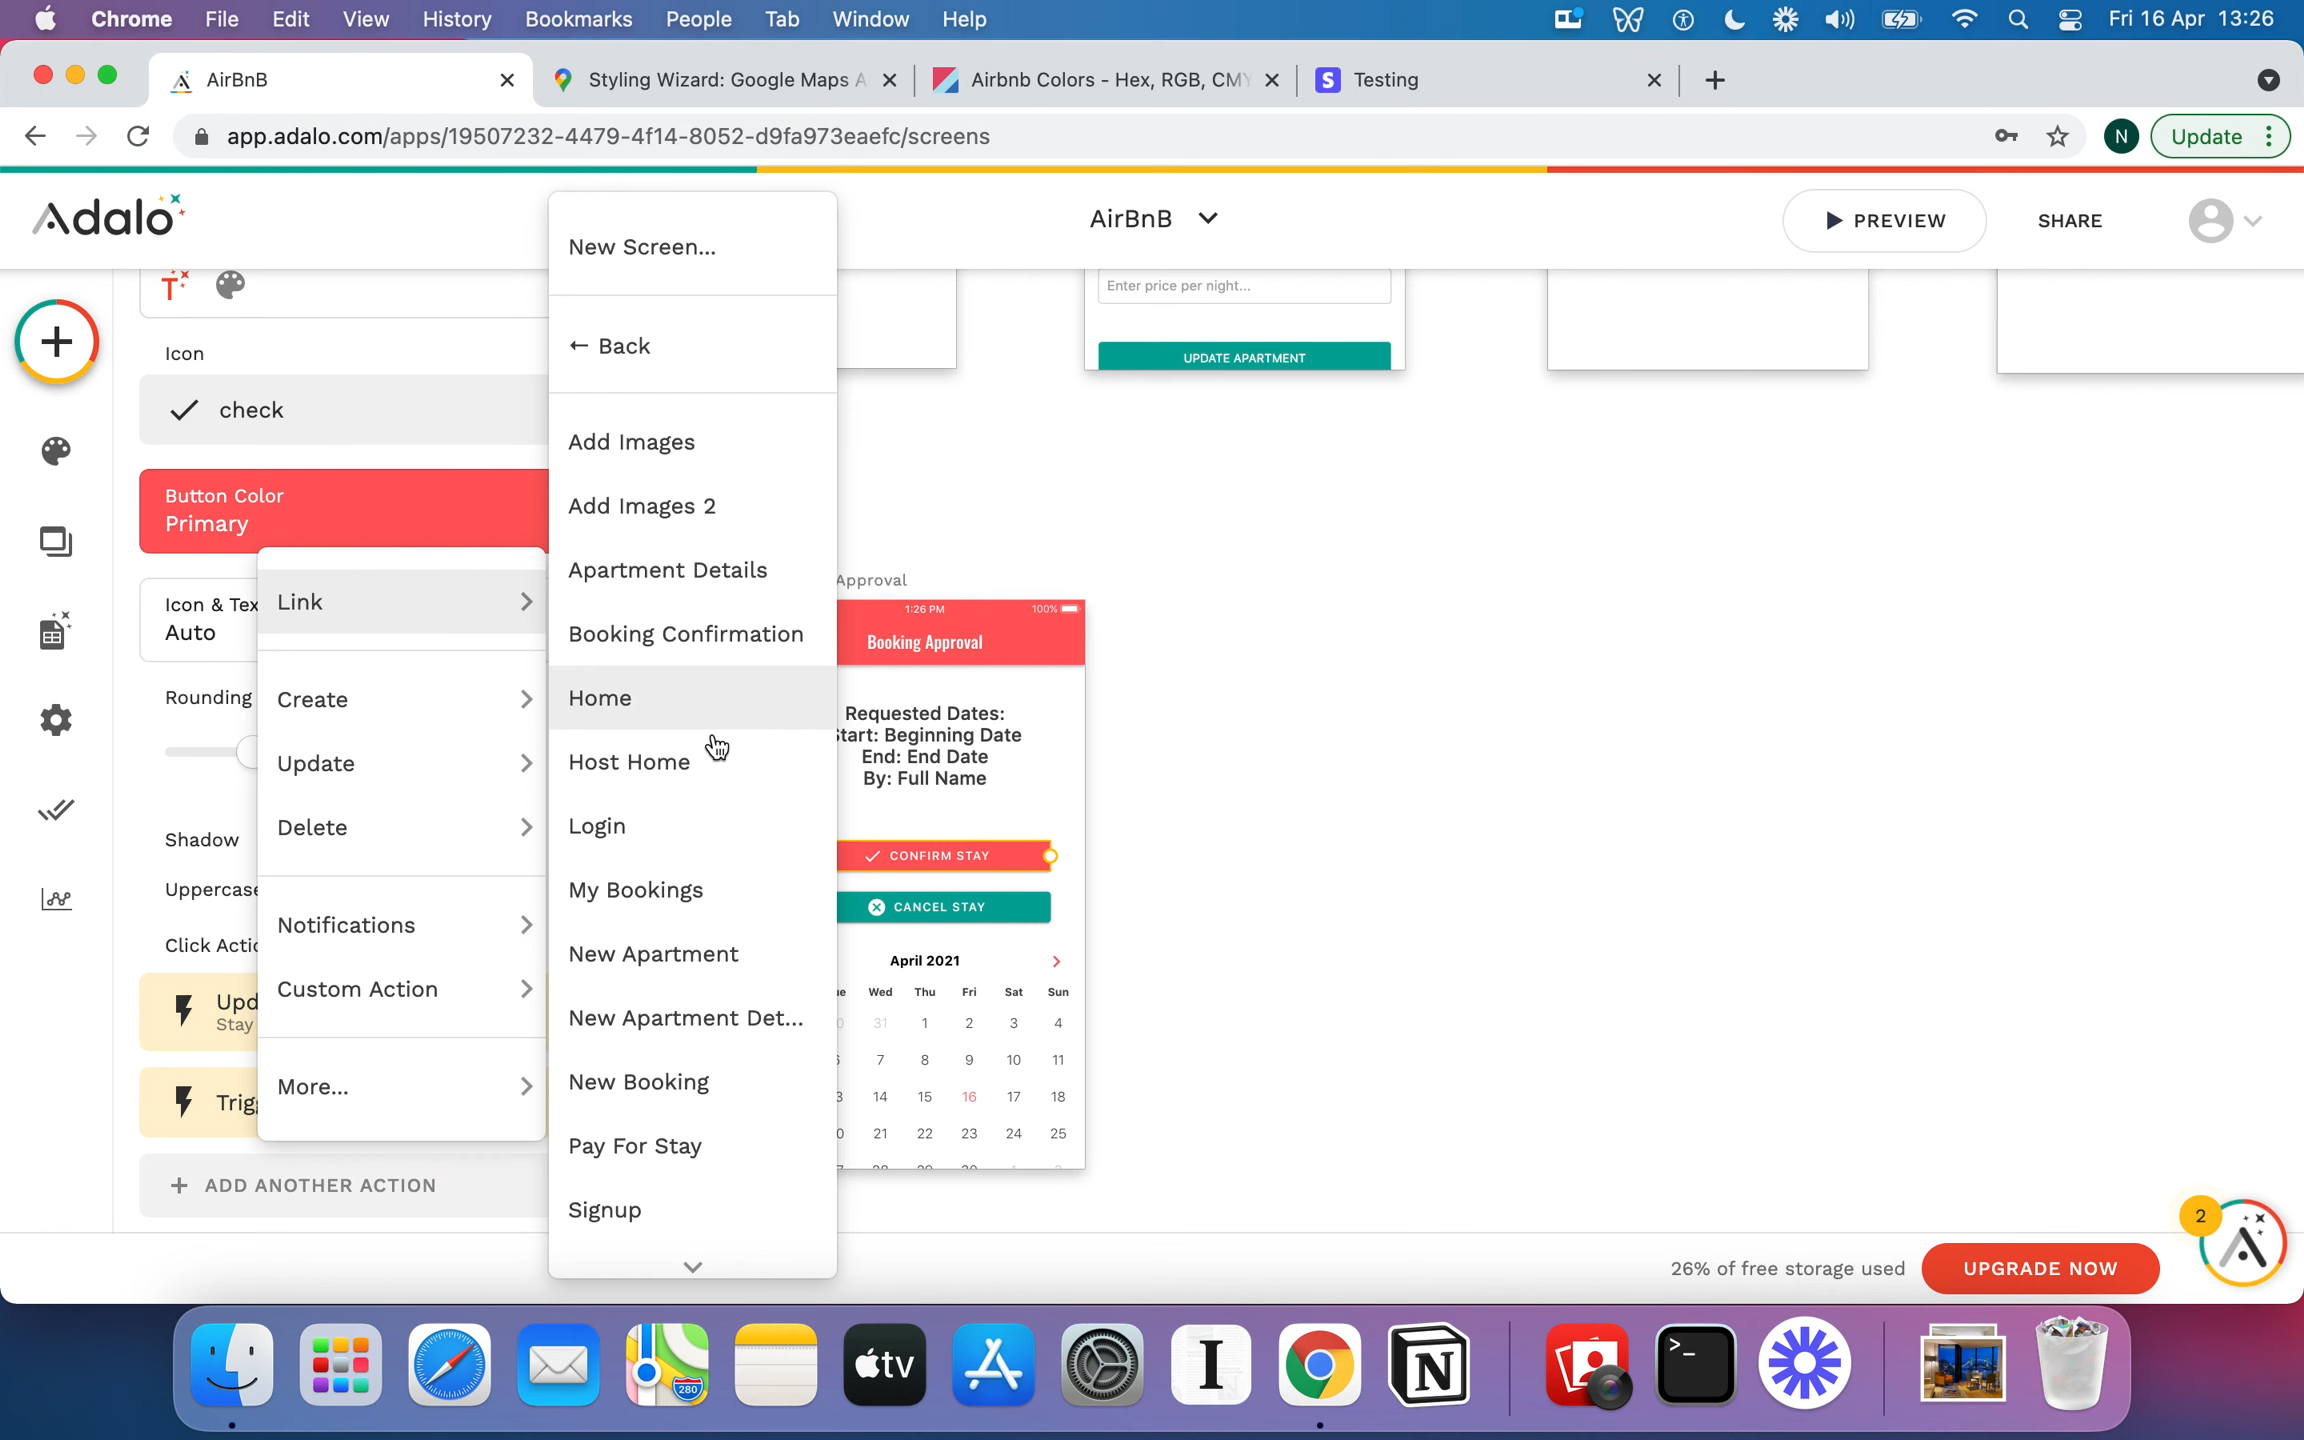 Chrome File Edit View History Bookmarks People Tab Window Help
Fri 16 Apr 13:26
AirBnB
Styling Wizard: Google Maps A
Airbnb Colors - Hex, RGB, CMY
S Testing
app.adalo.com/apps/19507232-4479-4f14-8052-d9fa973eaefc/screens
N
Update
Adalo
AirBnB
PREVIEW
SHARE
New Screen...
← Back
Add Images
Add Images 2
Apartment Details
Booking Confirmation
Home
Host Home
Login
My Bookings
New Apartment
New Apartment Det...
New Booking
Pay For Stay
Signup
Icon
check
Button Color
Primary
Icon & Tex
Auto
Rounding
Shadow
Uppercase
Click Actio
Upd
Stay
Trigg
+ ADD ANOTHER ACTION
Link
Create
Update
Delete
Notifications
Custom Action
More...
Enter price per night...
UPDATE APARTMENT
Approval
1:26 PM 100%
Booking Approval
Requested Dates:
Start: Beginning Date
End: End Date
By: Full Name
CONFIRM STAY
CANCEL STAY
April 2021
Wed Thu Fri Sat Sun
31 1 2 3 4
7 8 9 10 11
14 15 16 17 18
21 22 23 24 25
26% of free storage used
UPGRADE NOW
2
tv
280
I
N
>_